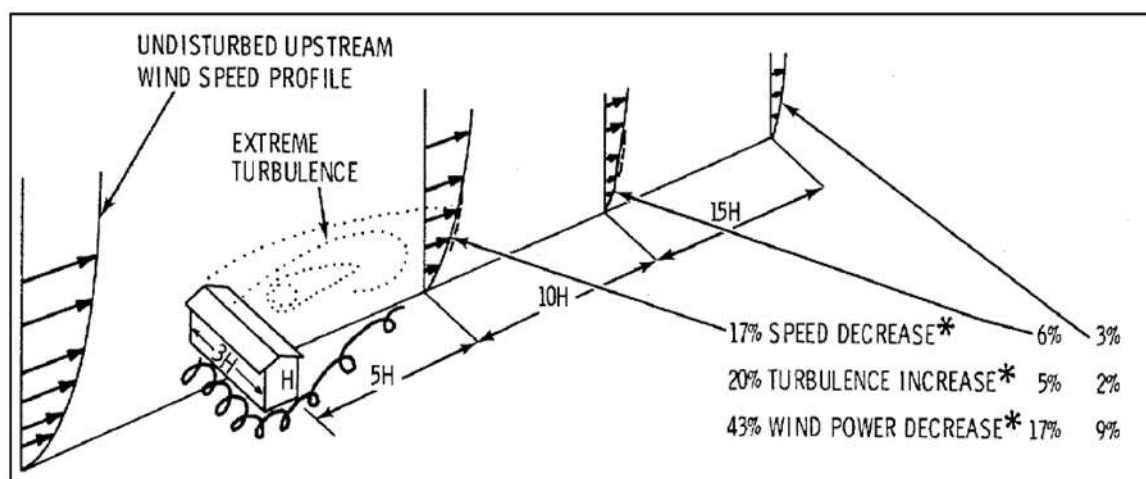 UNDISTURBED UPSTREAM
WIND SPEED PROFILE
EXTREME
TURBULENCE
3H
H
5H
10H
15H
17% SPEED DECREASE* 6% 3%
20% TURBULENCE INCREASE* 5% 2%
43% WIND POWER DECREASE* 17% 9%